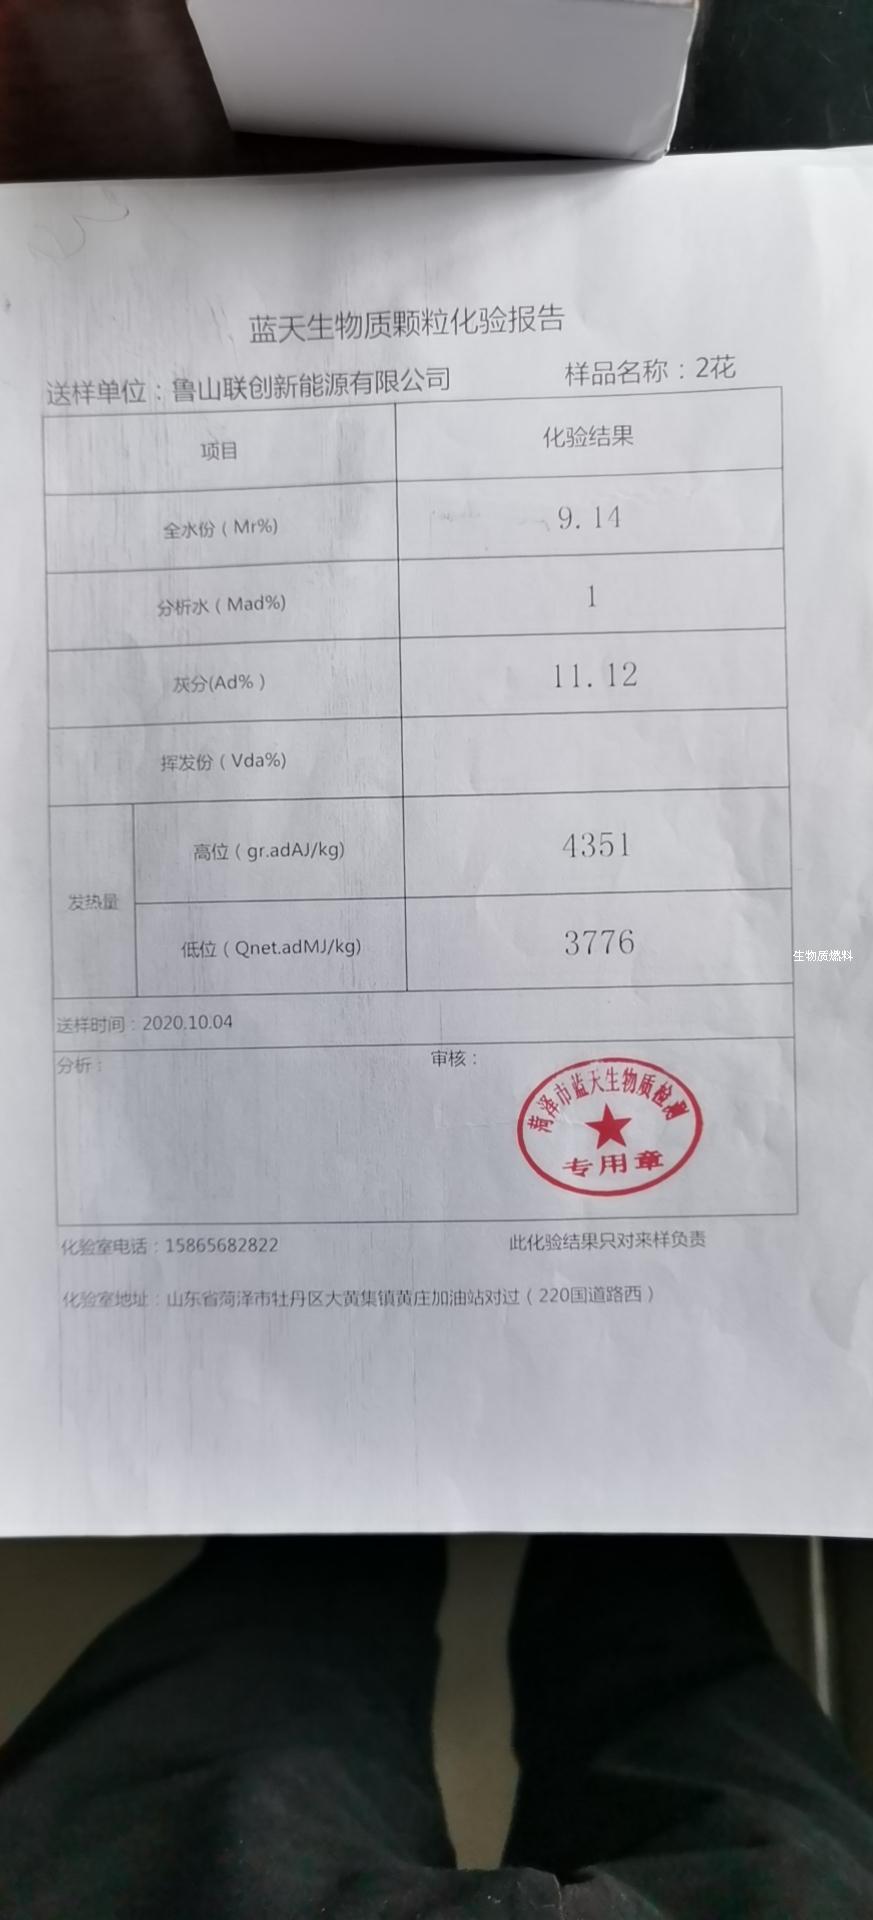 蓝天生物质颗粒化验报告
送样单位：鲁山联创新能源有限公司 样品名称：2花
项目 化验结果
全水份（Mr%) 9.14
分析水（Mad%) 1
灰分(Ad%） 11.12
挥发份（Vda%)
发热量
高位（gr.adAJ/kg) 4351
低位（Qnet.adMJ/kg) 3776
生物质燃料
送样时间：2020.10.04
分析： 审核：
菏泽市蓝天生物质检测
专用章
化验室电话：15865682822 此化验结果只对来样负责
化验室地址：山东省菏泽市牡丹区大黄集镇黄庄加油站对过（220国道路西）